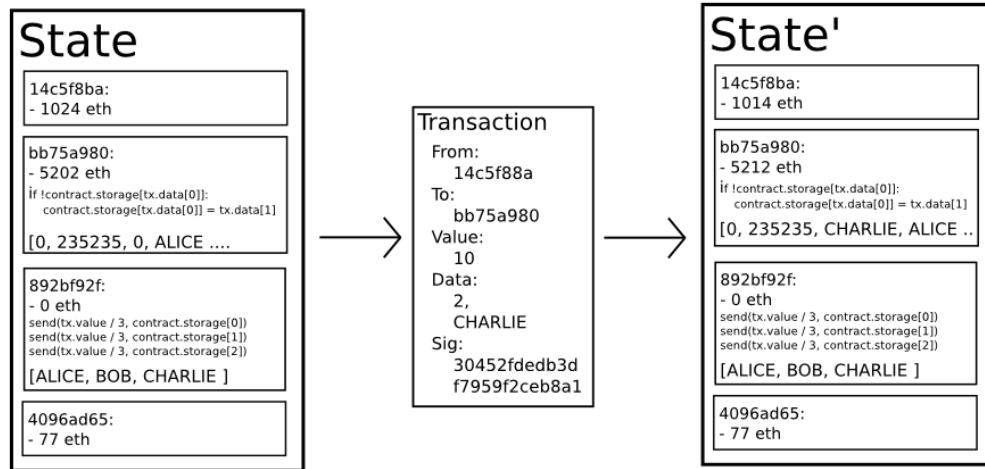 State
14c5f8ba:
- 1024 eth
bb75a980:
- 5202 eth
if !contract.storage[tx.data[0]]:
contract.storage[tx.data[0]] = tx.data[1]
[0, 235235, 0, ALICE ....
892bf92f:
- 0 eth
send(tx.value / 3, contract.storage[0])
send(tx.value / 3, contract.storage[1])
send(tx.value / 3, contract.storage[2])
[ALICE, BOB, CHARLIE ]
4096ad65:
- 77 eth
Transaction
From:
14c5f88a
To:
bb75a980
Value:
10
Data:
2,
CHARLIE
Sig:
30452fdedb3d
f7959f2ceb8a1
State'
14c5f8ba:
- 1014 eth
bb75a980:
- 5212 eth
if !contract.storage[tx.data[0]]:
contract.storage[tx.data[0]] = tx.data[1]
[0, 235235, CHARLIE, ALICE ..
892bf92f:
- 0 eth
send(tx.value / 3, contract.storage[0])
send(tx.value / 3, contract.storage[1])
send(tx.value / 3, contract.storage[2])
[ALICE, BOB, CHARLIE ]
4096ad65:
- 77 eth